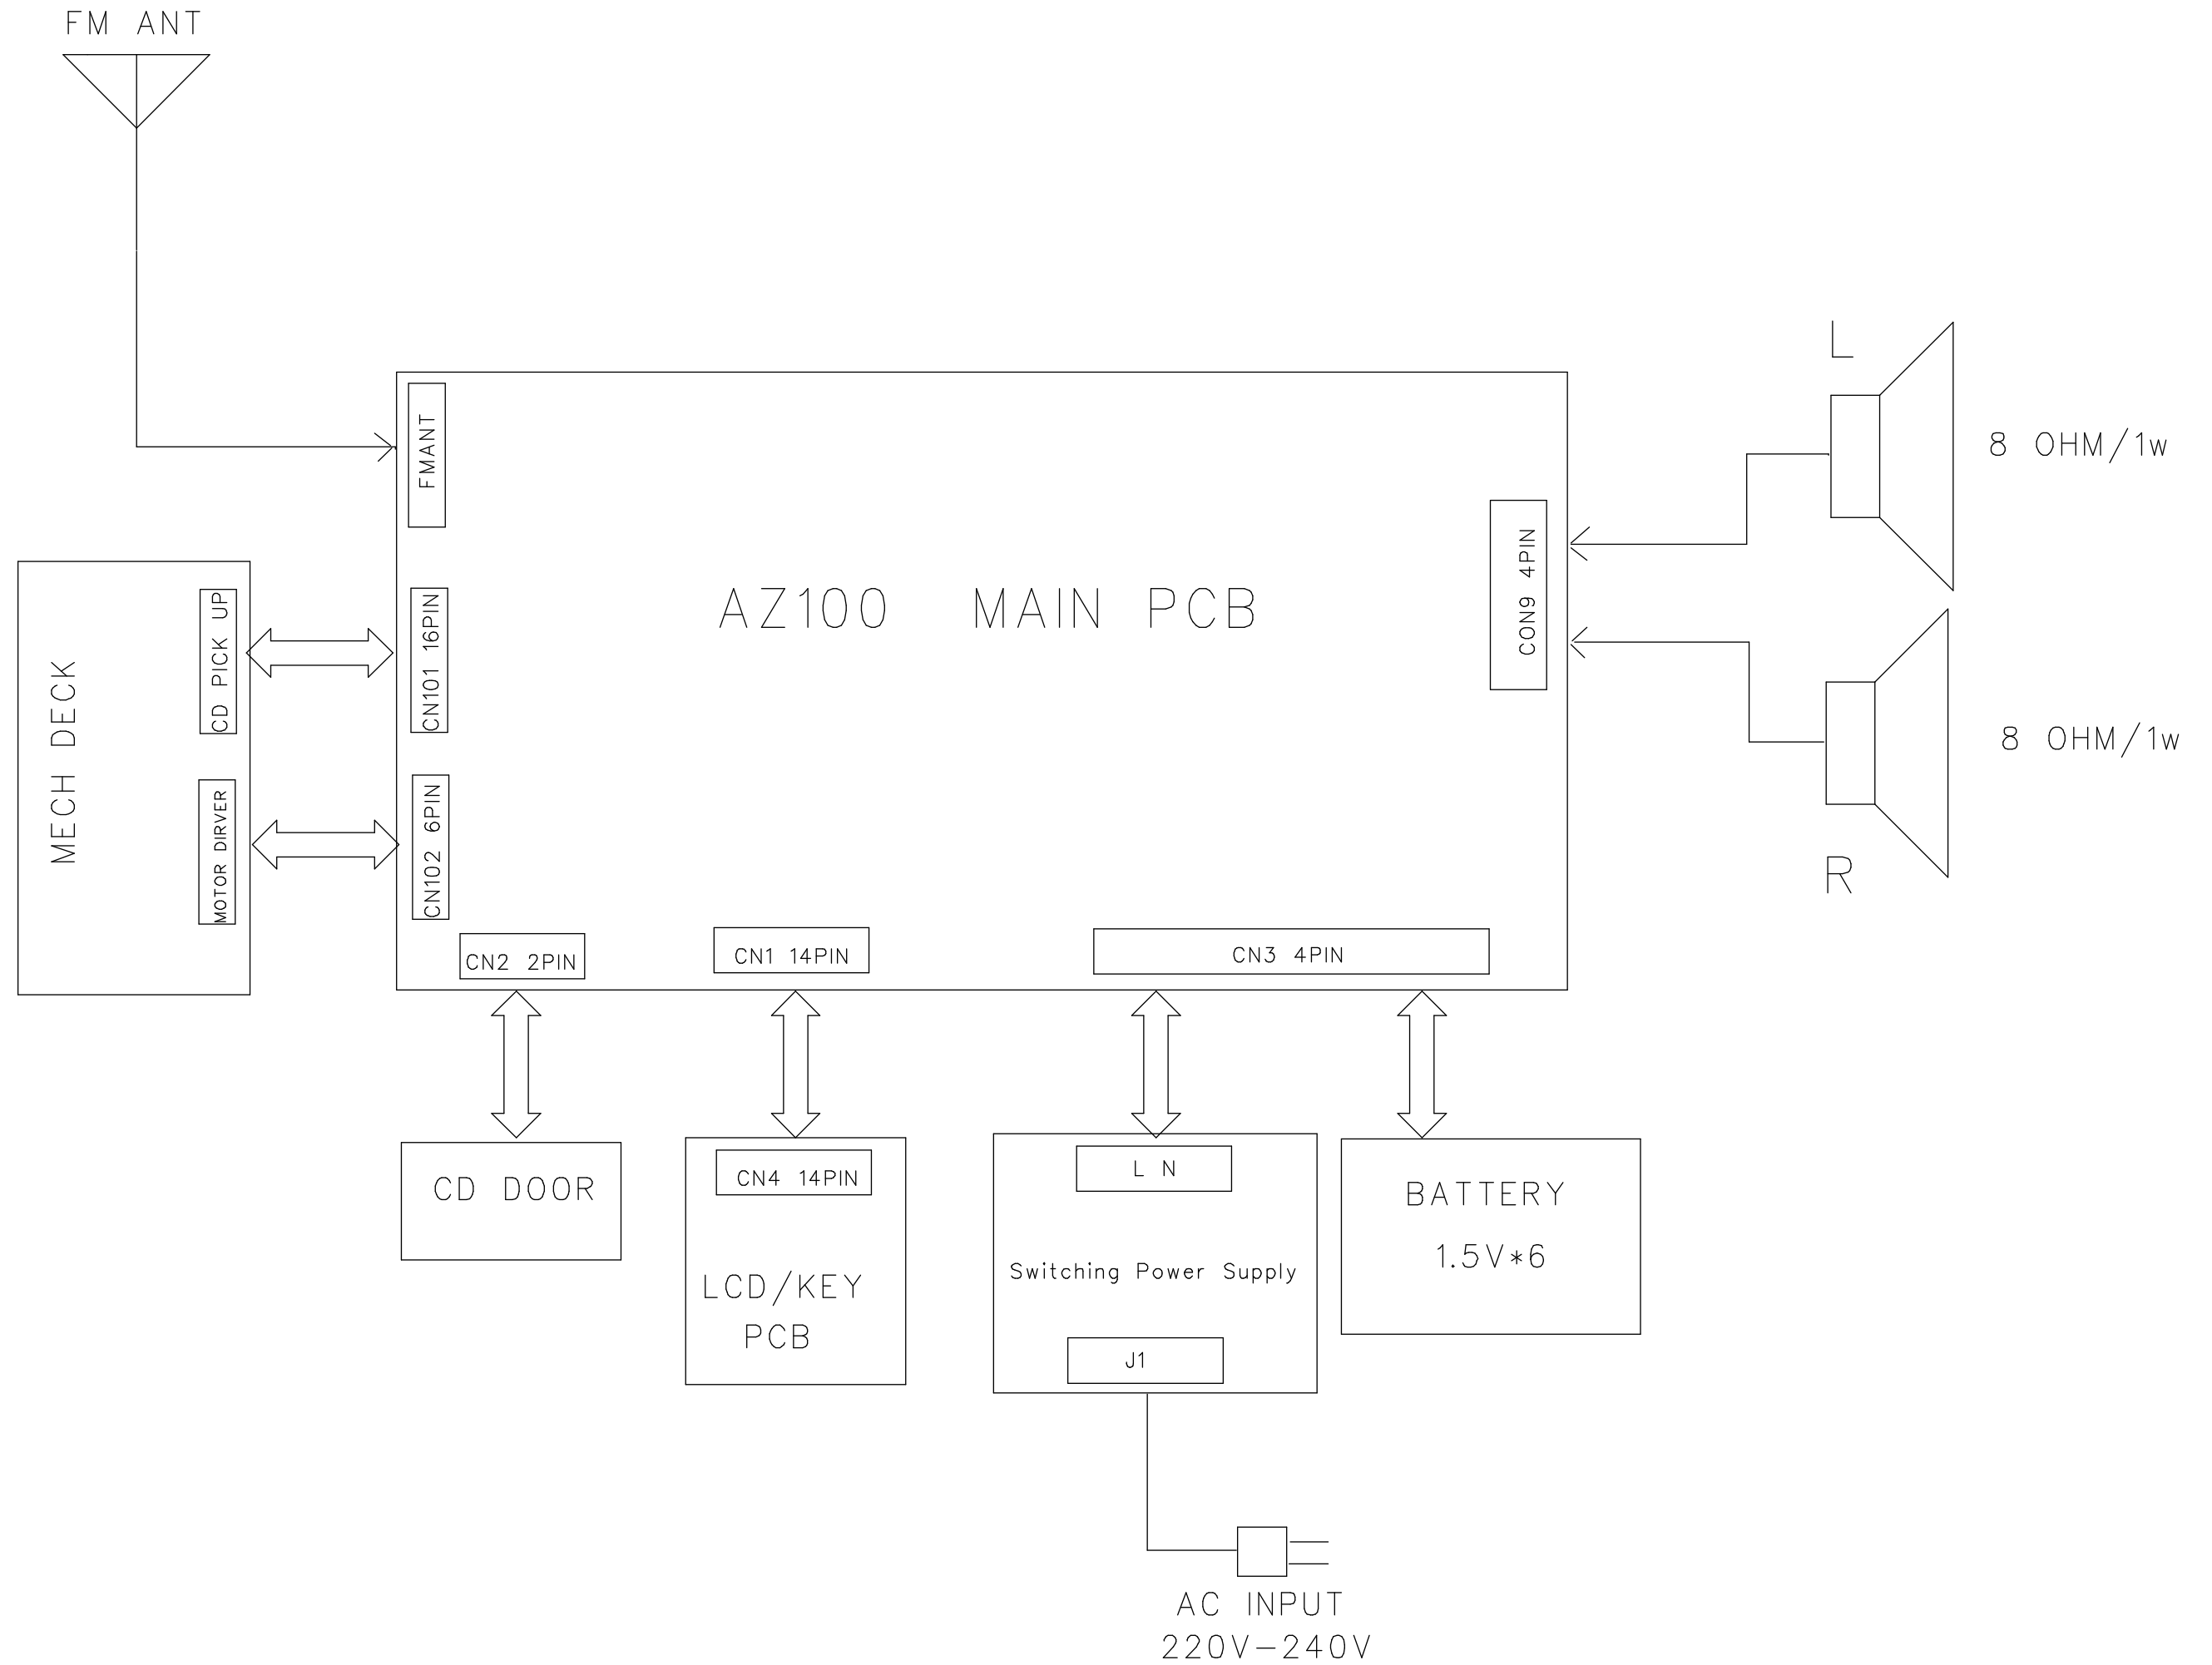 FM ANT
L
8 OHM/1w
FMANT
CON9 4PIN
AZ100 MAIN PCB
CD PICK UP
CN101 16PIN
MECH DECK
8 OHM/1w
MOTOR DIRVER
CN102 6PIN
R
CN2 2PIN
CN1 14PIN
CN3 4PIN
CD DOOR
CN4 14PIN
LCD/KEY
PCB
L N
Switching Power Supply
J1
BATTERY
1.5V*6
AC INPUT
220V-240V